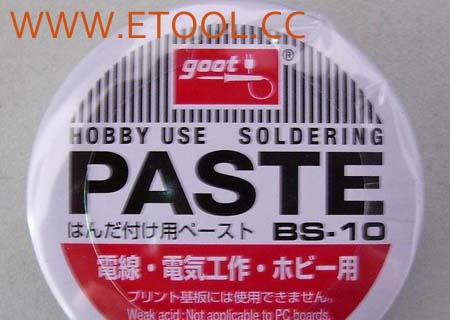 WWW.ETOOL.CC
goot ®
HOBBY USE SOLDERING
PASTE
はんだ付け用ペースト BS-10
電線・電気工作・ホビー用
プリント基板には使用できません。
Weak acid : Not applicable to PC boards.